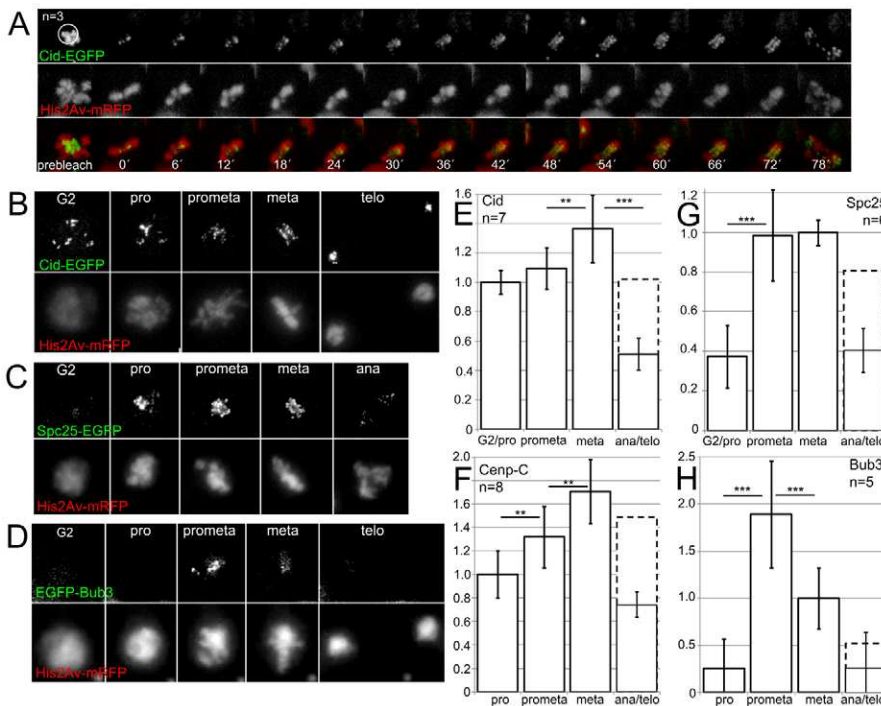 A
n=3
Cid-EGFP
His2Av-mRFP
prebleach 0´ 6´ 12´ 18´ 24´ 30´ 36´ 42´ 48´ 54´ 60´ 66´ 72´ 78´
B
G2 pro prometa meta telo
Cid-EGFP
His2Av-mRFP
C
G2 pro prometa meta ana
Spc25-EGFP
His2Av-mRFP
D
G2 pro prometa meta telo
EGFP-Bub3
His2Av-mRFP
E
Cid
n=7
** ***
1.6
1.4
1.2
1.0
0.8
0.6
0.4
0.2
0
G2/pro prometa meta ana/telo
F
Cenp-C
n=8
** **
2.0
1.8
1.6
1.4
1.2
1.0
0.8
0.6
0.4
0.2
0
pro prometa meta ana/telo
G
Spc25
***
1.2
1.0
0.8
0.6
0.4
0.2
0
G2/pro prometa meta ana/telo
H
Bub3
n=5
*** ***
2.5
2.0
1.5
1.0
0.5
0
pro prometa meta ana/telo